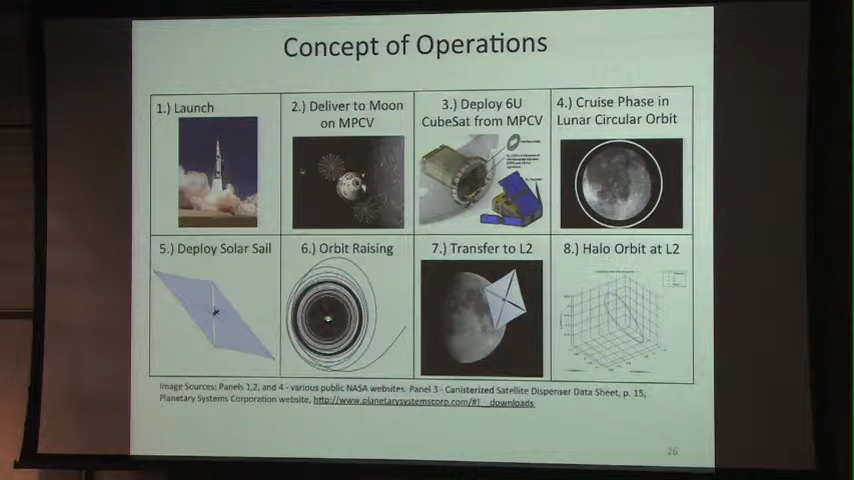 Concept of Operations
1.) Launch
2.) Deliver to Moon
on MPCV
3.) Deploy 6U
CubeSat from MPCV
4.) Cruise Phase in
Lunar Circular Orbit
5.) Deploy Solar Sail
6.) Orbit Raising
7.) Transfer to L2
8.) Halo Orbit at L2
Image Sources: Panels 1,2, and 4 - various public NASA websites. Panel 3 - Canisterized Satellite Dispenser Data Sheet, p. 15,
Planetary Systems Corporation website, http://www.planetarysystemscorp.com/#!__downloads
26